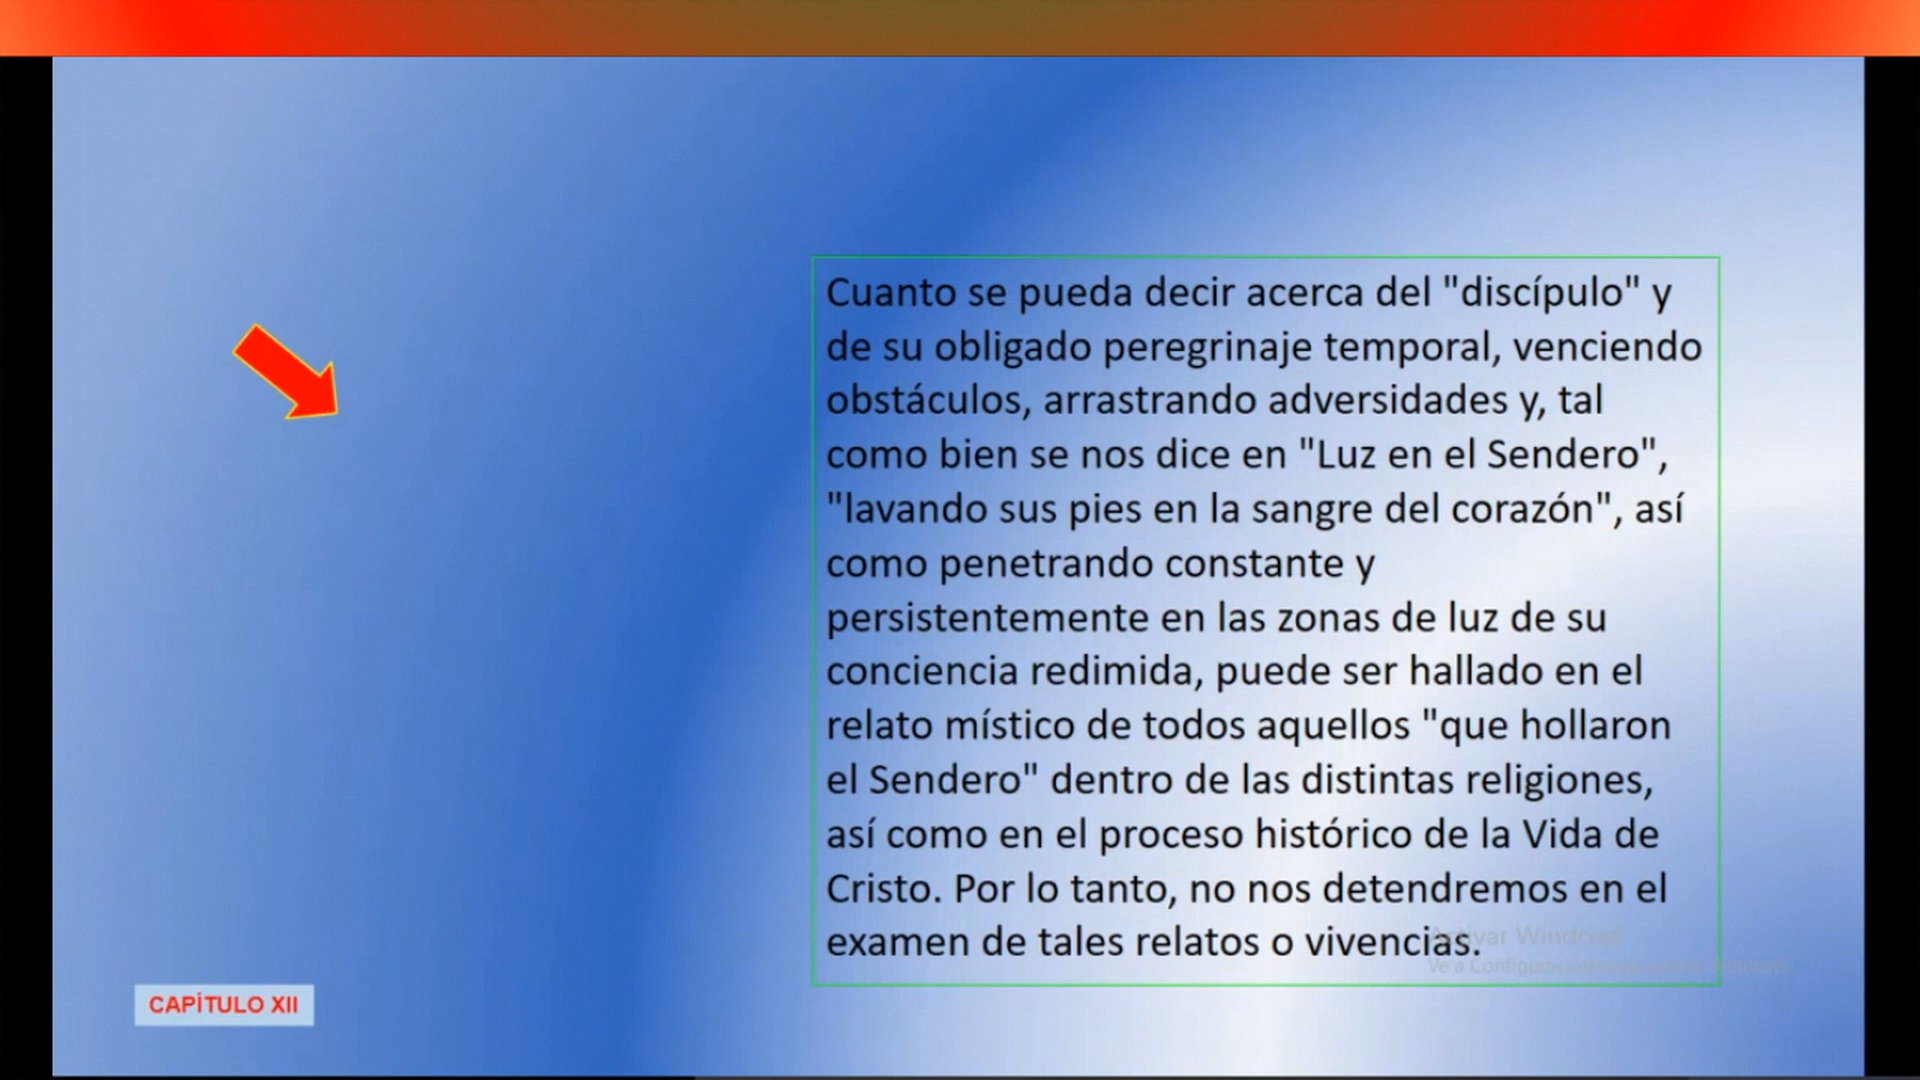 Cuanto se pueda decir acerca del "discípulo" y
de su obligado peregrinaje temporal, venciendo
obstáculos, arrastrando adversidades y, tal
como bien se nos dice en "Luz en el Sendero",
"lavando sus pies en la sangre del corazón", así
como penetrando constante y
persistentemente en las zonas de luz de su
conciencia redimida, puede ser hallado en el
relato místico de todos aquellos "que hollaron
el Sendero" dentro de las distintas religiones,
así como en el proceso histórico de la Vida de
Cristo. Por lo tanto, no nos detendremos en el
examen de tales relatos o vivencias.
Activar Windows
Ve a
CAPÍTULO XII